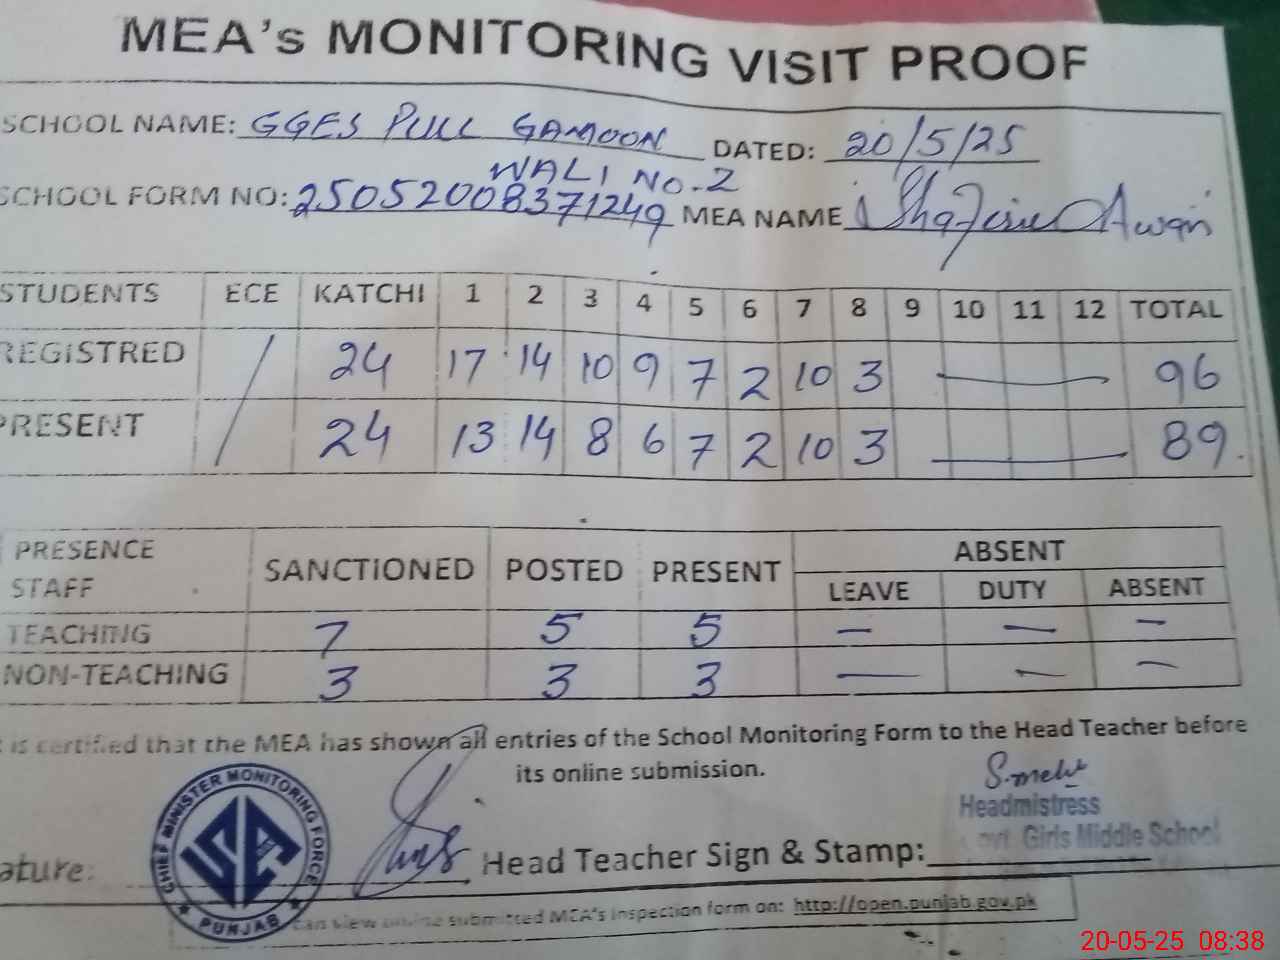 MEA's MONITORING VISIT PROOF
SCHOOL NAME: GGES PULL GAMOON DATED: 20/5/25
WALI NO.2
SCHOOL FORM NO: 25052008371249 MEA NAME Awan
STUDENTS ECE KATCHI 1 2 3 4 5 6 7 8 9 10 11 12 TOTAL
REGISTRED / 24 17 14 10 9 7 2 10 3 — 96
PRESENT 24 13 14 8 6 7 2 10 3 — 89.
PRESENCE STAFF SANCTIONED POSTED PRESENT ABSENT
LEAVE DUTY ABSENT
TEACHING 7 5 5 — — —
NON-TEACHING 3 3 3 — — —
is certified that the MEA has shown all entries of the School Monitoring Form to the Head Teacher before
its online submission.
CHIEF MINISTER MONITORING FORCE
PUNJAB
Headmistress
Govt. Girls Middle School
ature: Head Teacher Sign & Stamp:
can view online submitted MEA's inspection form on: http://open.punjab.gov.pk
20-05-25 08:38